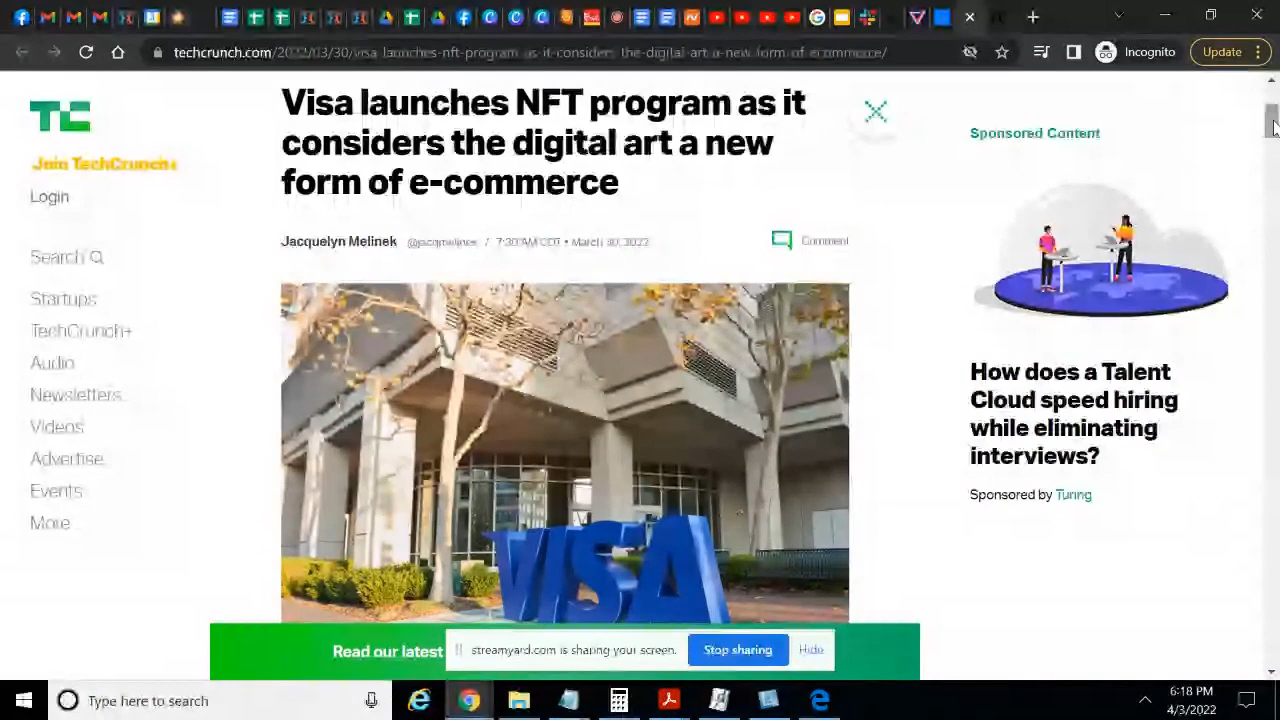 techcrunch.com/2022/03/30/visa-launches-nft-program-as-it-considers-the-digital-art-a-new-form-of-ecommerce/
Incognito
Update
TC
Join TechCrunch+
Login
Search
Startups
TechCrunch+
Audio
Newsletters
Videos
Advertise
Events
More
Visa launches NFT program as it
considers the digital art a new
form of e-commerce
Jacquelyn Melinek / 7:30 AM CDT • March 30, 2022
Comment
VISA
Sponsored Content
How does a Talent
Cloud speed hiring
while eliminating
interviews?
Sponsored by Turing
Read our latest
streamyard.com is sharing your screen.
Stop sharing
Hide
Type here to search
6:18 PM
4/3/2022